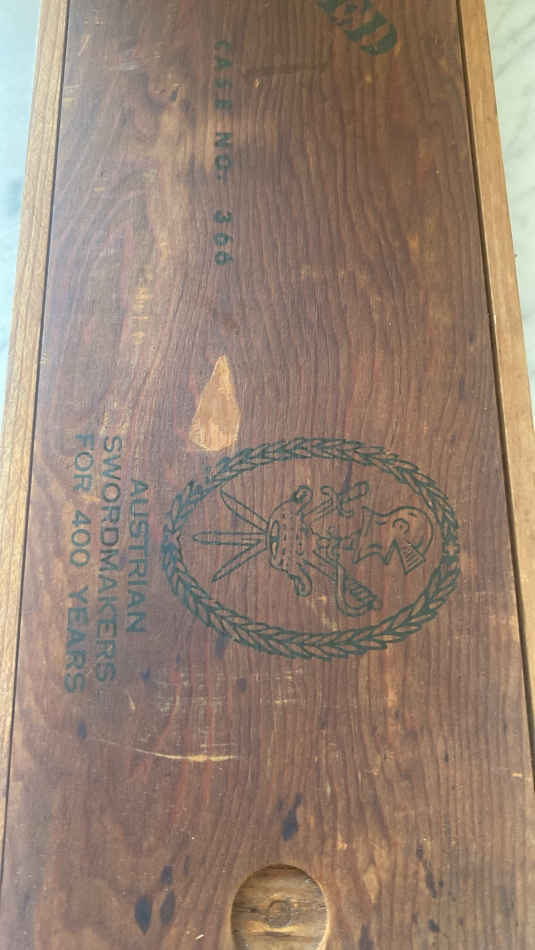 CASE NO. 366
AUSTRIAN
SWORDMAKERS
FOR 400 YEARS